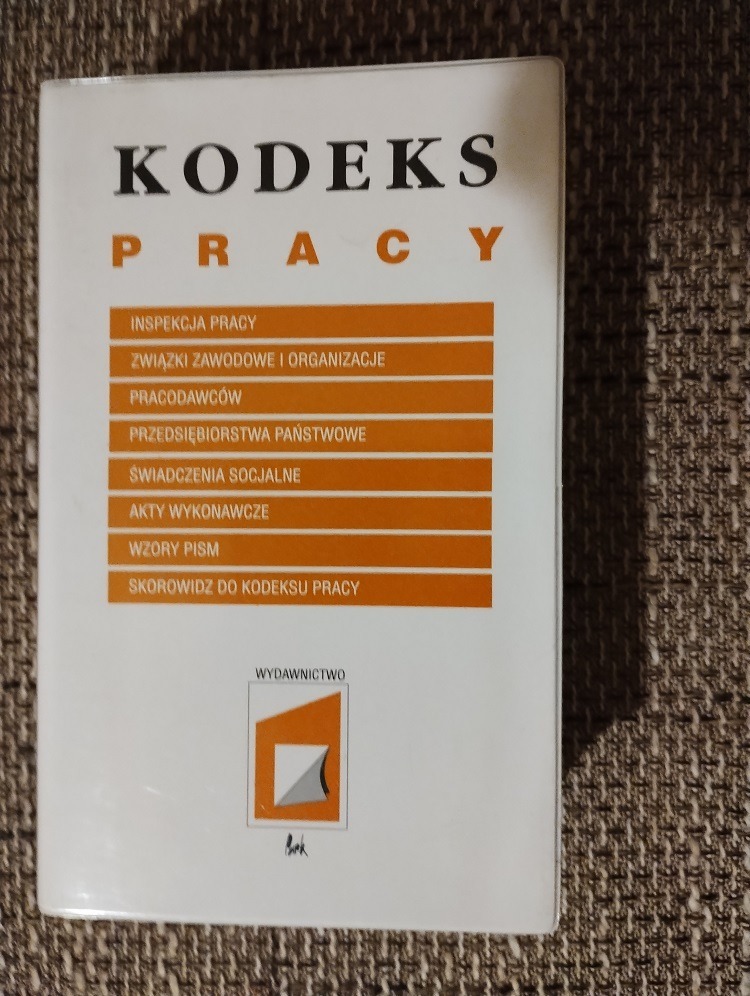 KODEKS
PRACY
INSPEKCJA PRACY
ZWIĄZKI ZAWODOWE I ORGANIZACJE
PRACODAWCÓW
PRZEDSIĘBIORSTWA PAŃSTWOWE
ŚWIADCZENIA SOCJALNE
AKTY WYKONAWCZE
WZORY PISM
SKOROWIDZ DO KODEKSU PRACY
WYDAWNICTWO